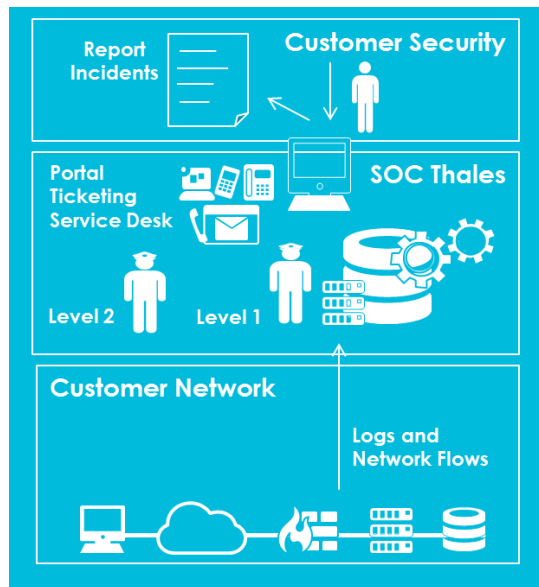 Report
Incidents
Customer Security
Portal
Ticketing
Service Desk
SOC Thales
Level 2
Level 1
Customer Network
Logs and
Network Flows